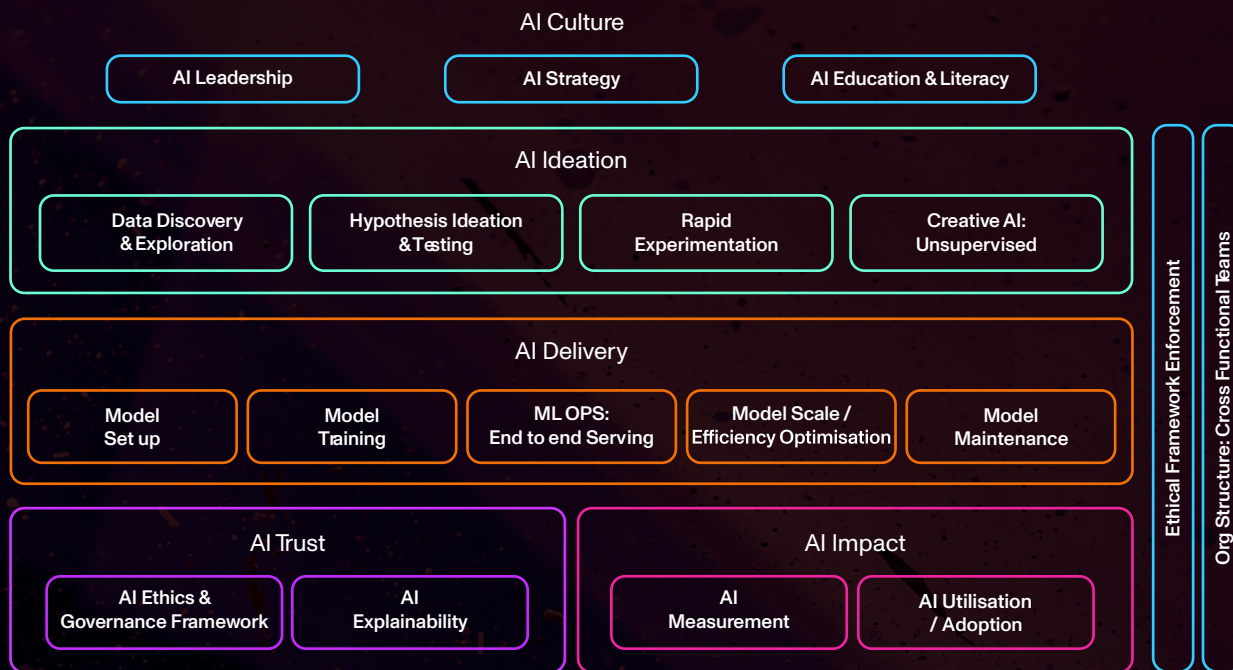 AI Culture
AI Leadership
AI Strategy
AI Education & Literacy
AI Ideation
Data Discovery
& Exploration
Hypothesis Ideation
& Testing
Rapid
Experimentation
Creative AI:
Unsupervised
AI Delivery
Model
Set up
Model
Training
ML OPS:
End to end Serving
Model Scale /
Efficiency Optimisation
Model
Maintenance
AI Trust
AI Ethics &
Governance Framework
AI
Explainability
AI Impact
AI
Measurement
AI Utilisation
/ Adoption
Ethical Framework Enforcement
Org Structure: Cross Functional Teams